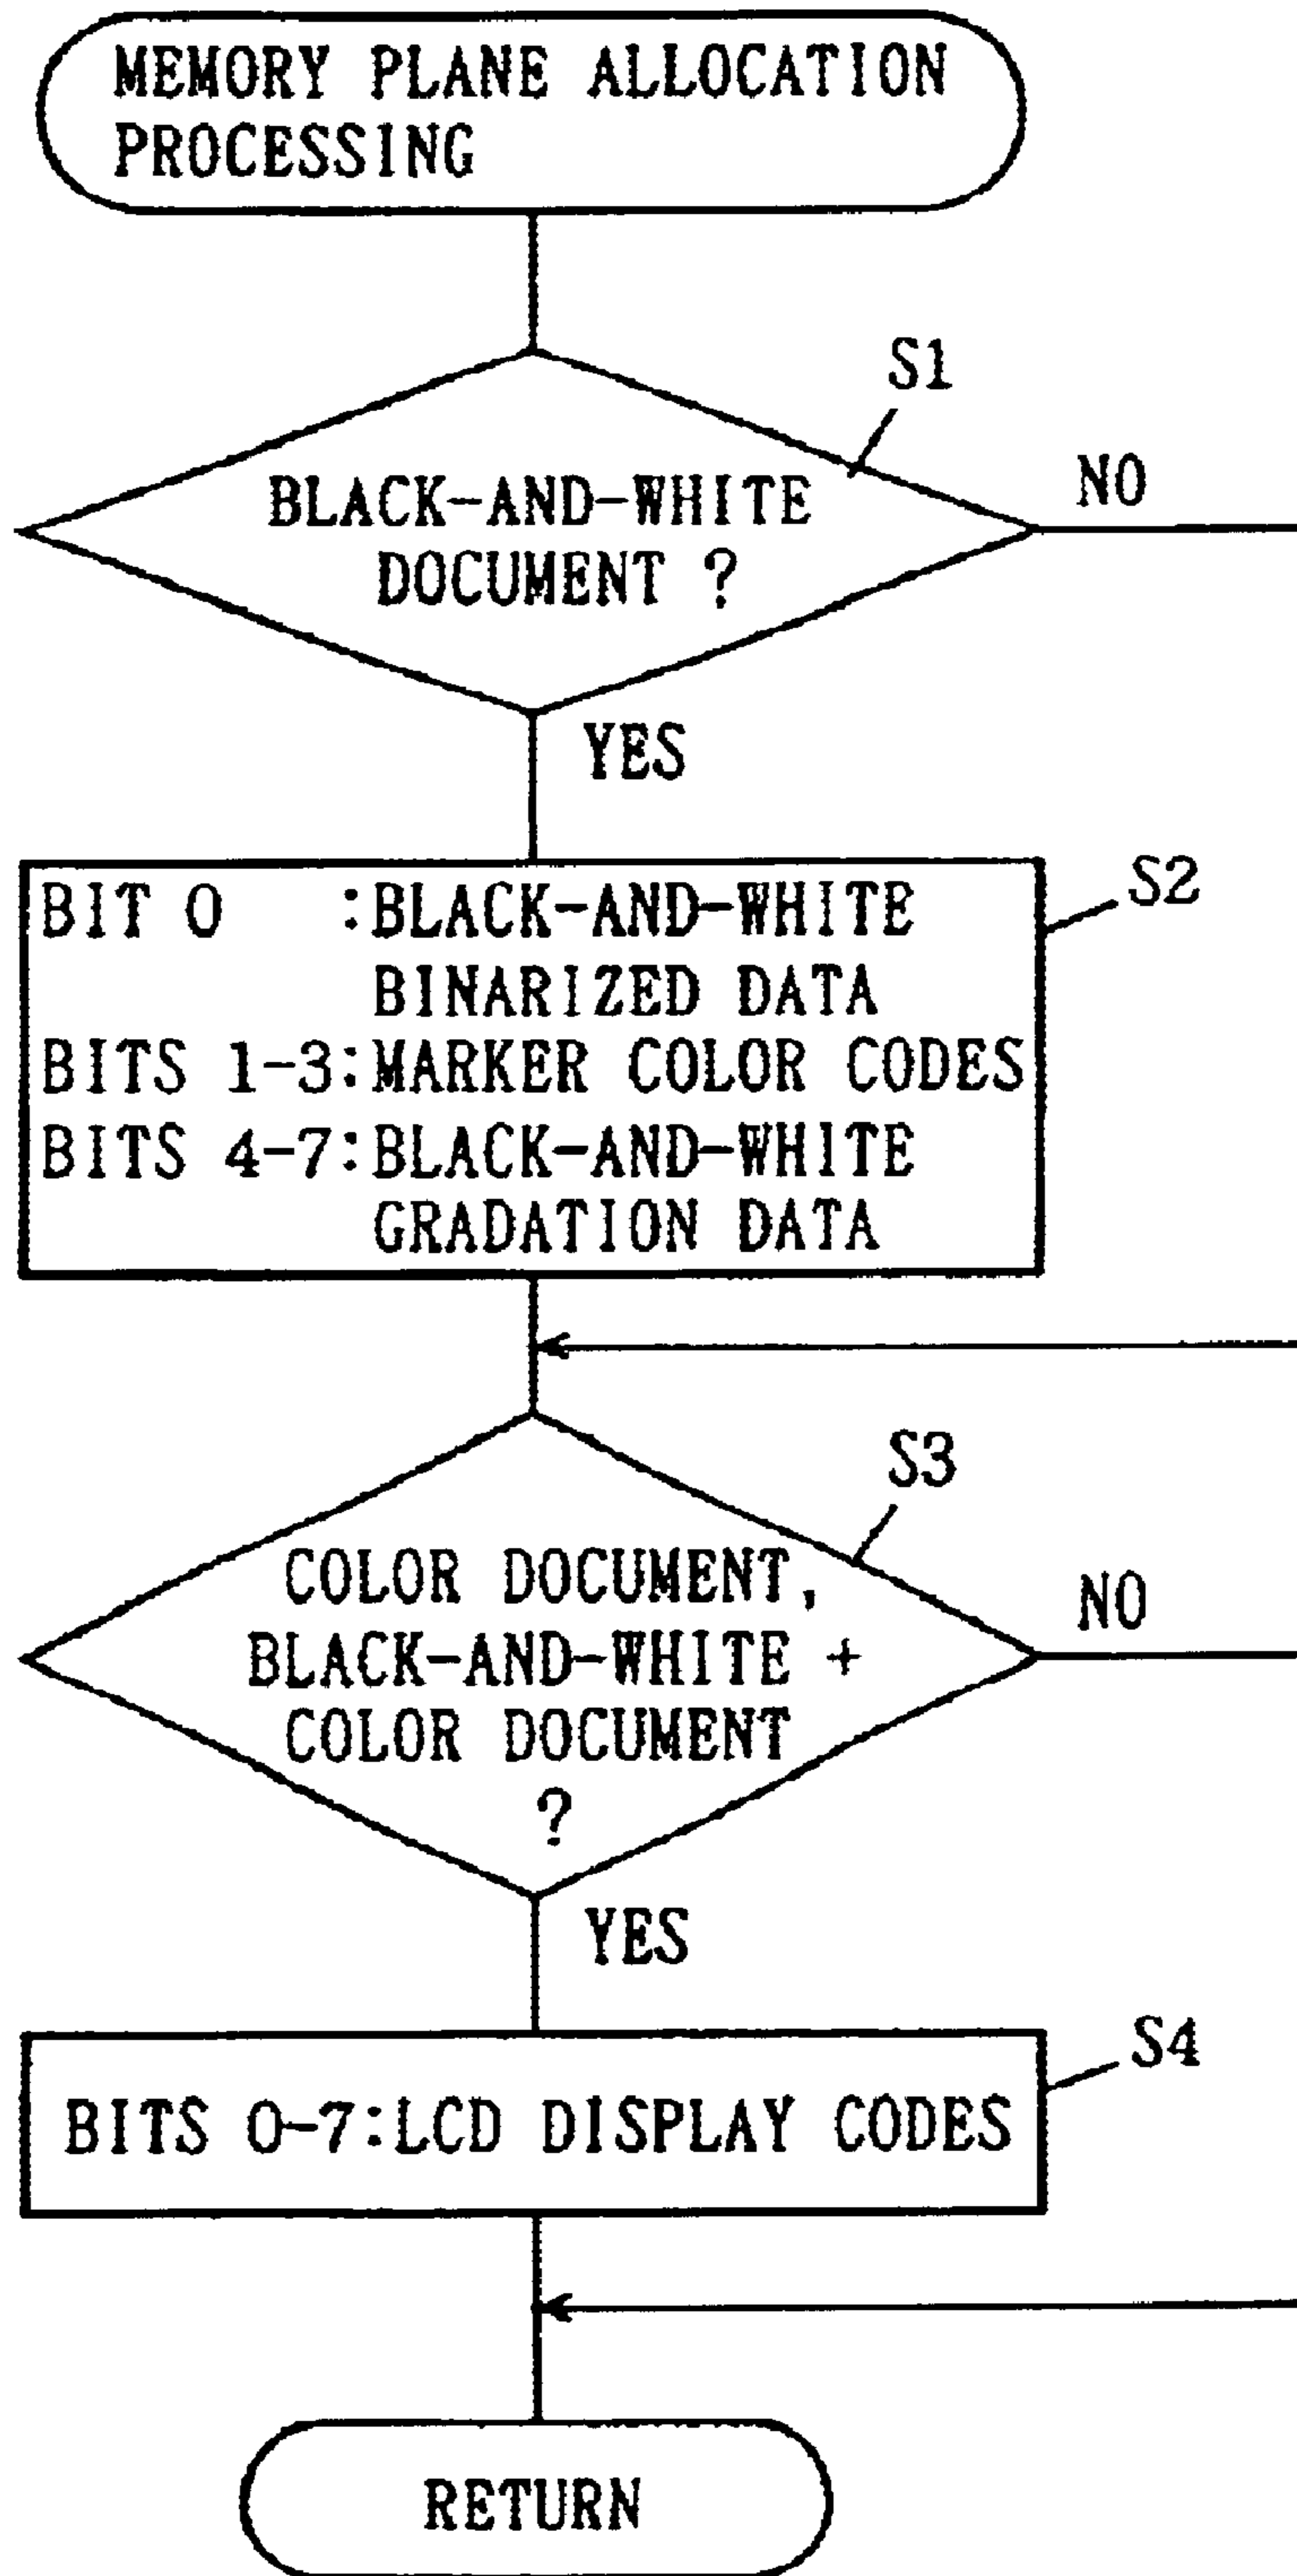 MEMORY PLANE ALLOCATION
PROCESSING
S1
BLACK-AND-WHITE
DOCUMENT ?
NO
YES
S2
BIT 0 :BLACK-AND-WHITE
BINARIZED DATA
BITS 1-3:MARKER COLOR CODES
BITS 4-7:BLACK-AND-WHITE
GRADATION DATA
S3
COLOR DOCUMENT,
BLACK-AND-WHITE +
COLOR DOCUMENT
?
NO
YES
S4
BITS 0-7:LCD DISPLAY CODES
RETURN